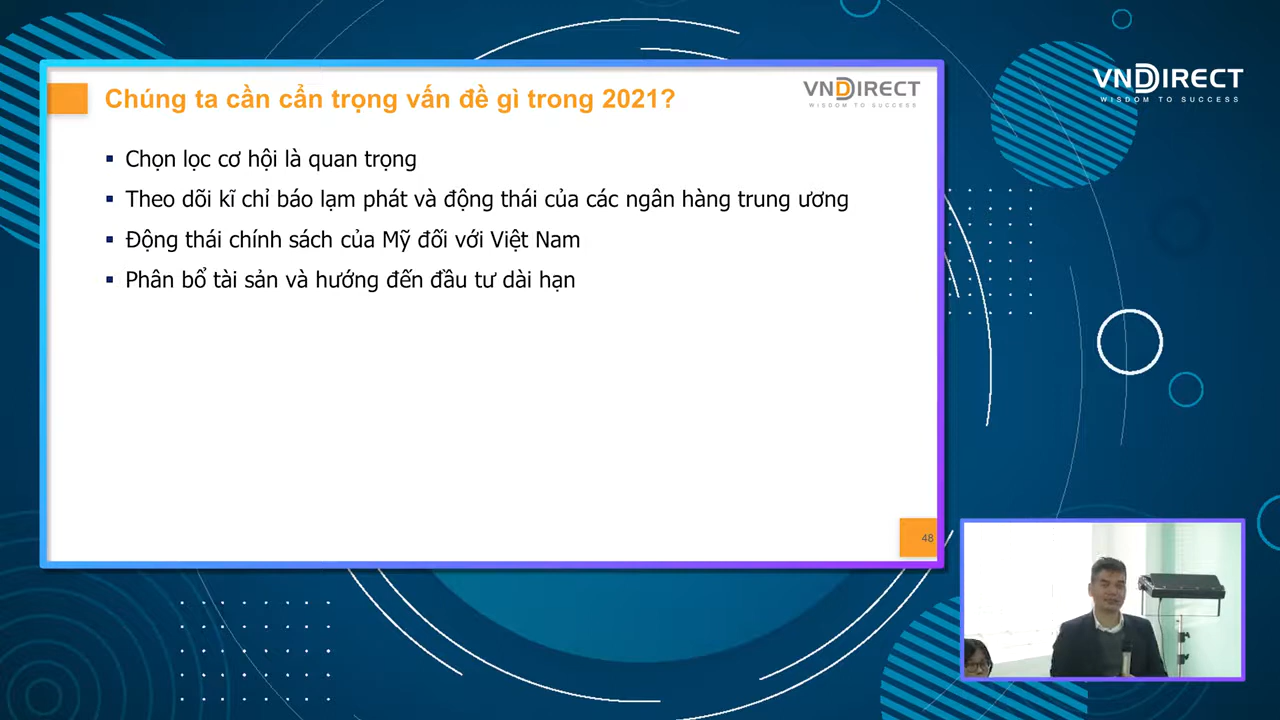 Chúng ta cần cẩn trọng vấn đề gì trong 2021?
VNDIRECT
WISDOM TO SUCCESS
VNDIRECT
WISDOM TO SUCCESS
Chọn lọc cơ hội là quan trọng
Theo dõi kĩ chỉ báo lạm phát và động thái của các ngân hàng trung ương
Động thái chính sách của Mỹ đối với Việt Nam
Phân bổ tài sản và hướng đến đầu tư dài hạn
48